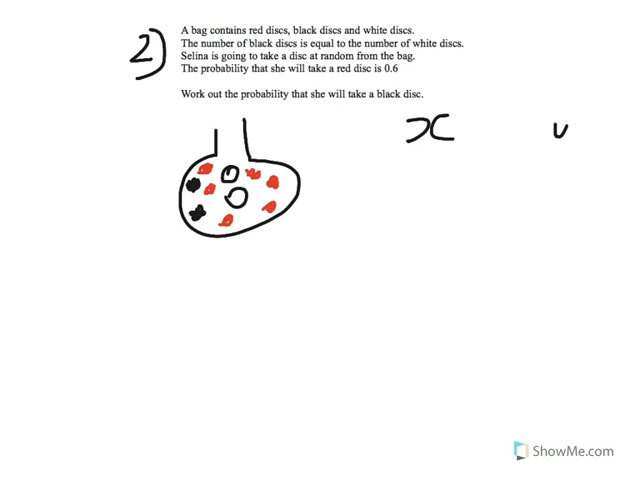 2)
A bag contains red discs, black discs and white discs.
The number of black discs is equal to the number of white discs.
Selina is going to take a disc at random from the bag.
The probability that she will take a red disc is 0.6
Work out the probability that she will take a black disc.
x
ShowMe.com